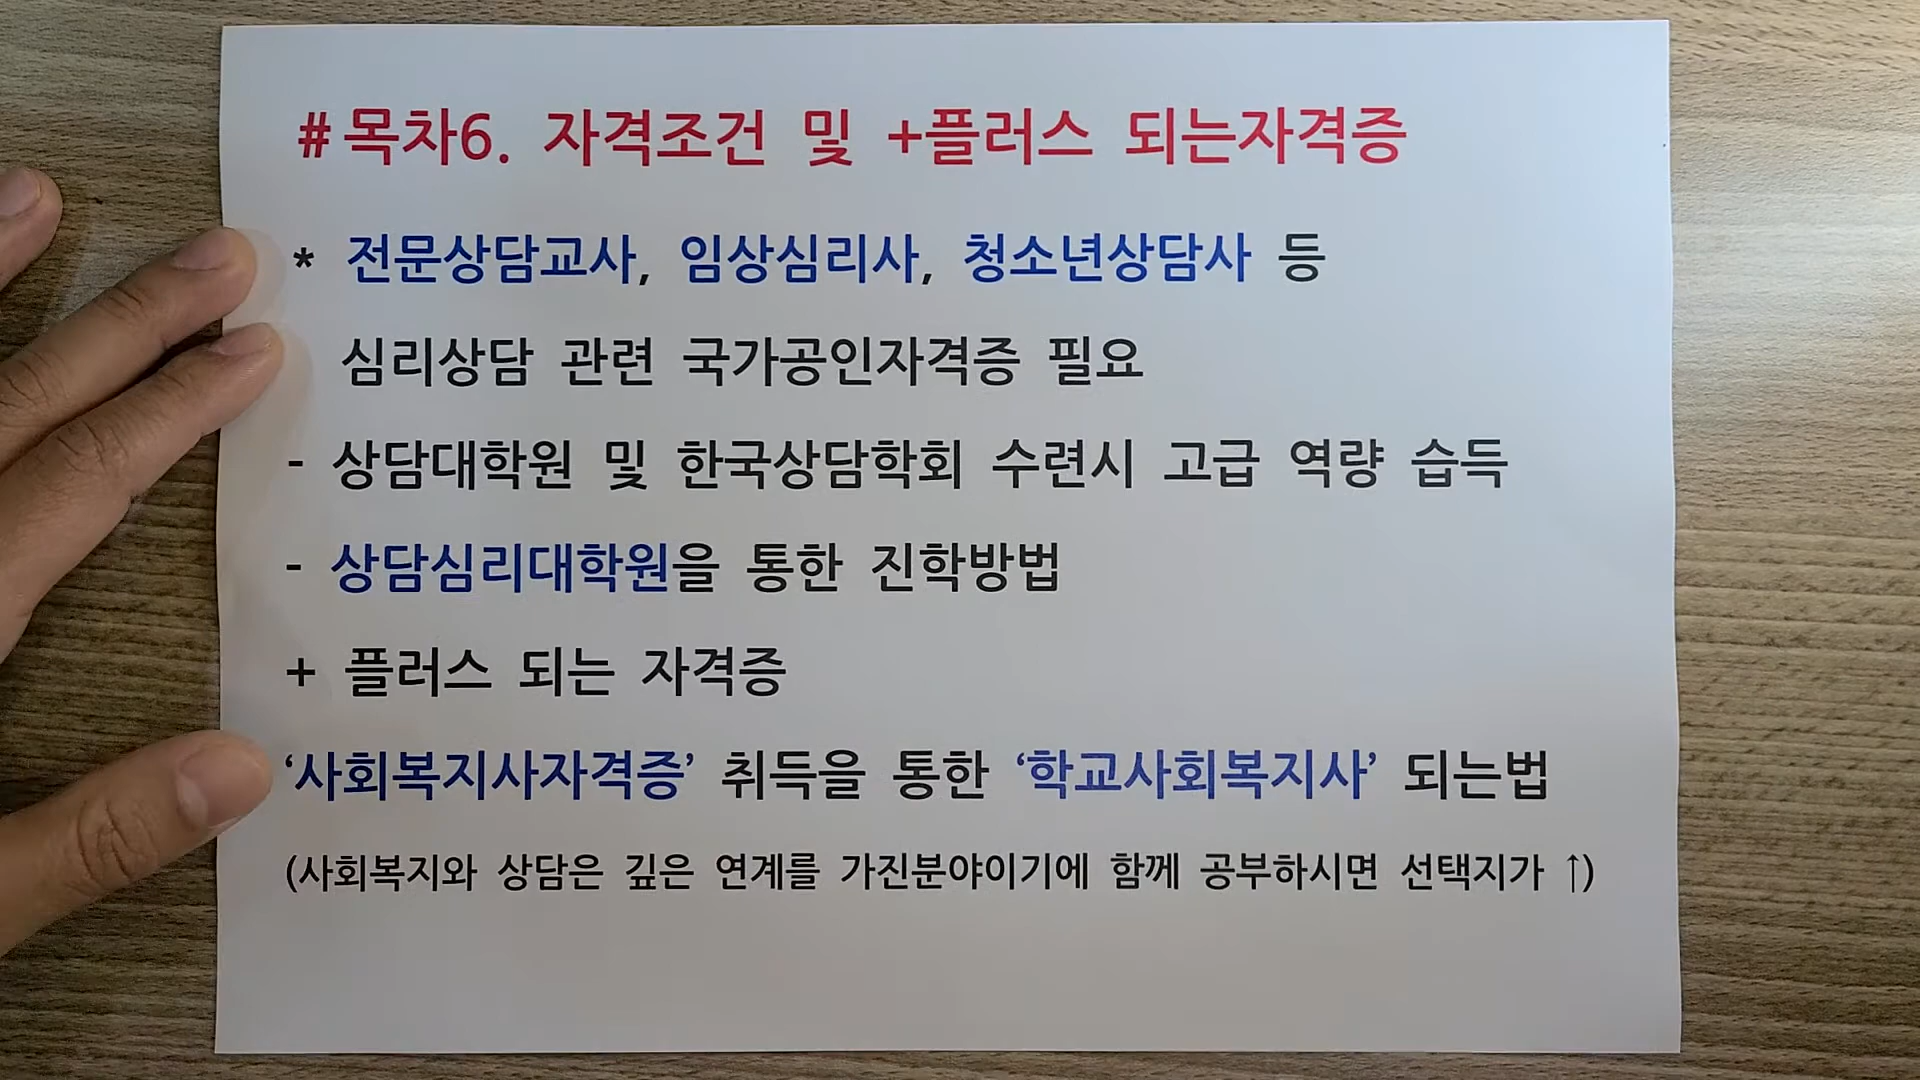 #목차6. 자격조건 및 +플러스 되는자격증
* 전문상담교사, 임상심리사, 청소년상담사 등
심리상담 관련 국가공인자격증 필요
- 상담대학원 및 한국상담학회 수련시 고급 역량 습득
- 상담심리대학원을 통한 진학방법
+ 플러스 되는 자격증
‘사회복지사자격증’ 취득을 통한 ‘학교사회복지사’ 되는법
(사회복지와 상담은 깊은 연계를 가진분야이기에 함께 공부하시면 선택지가 ↑)